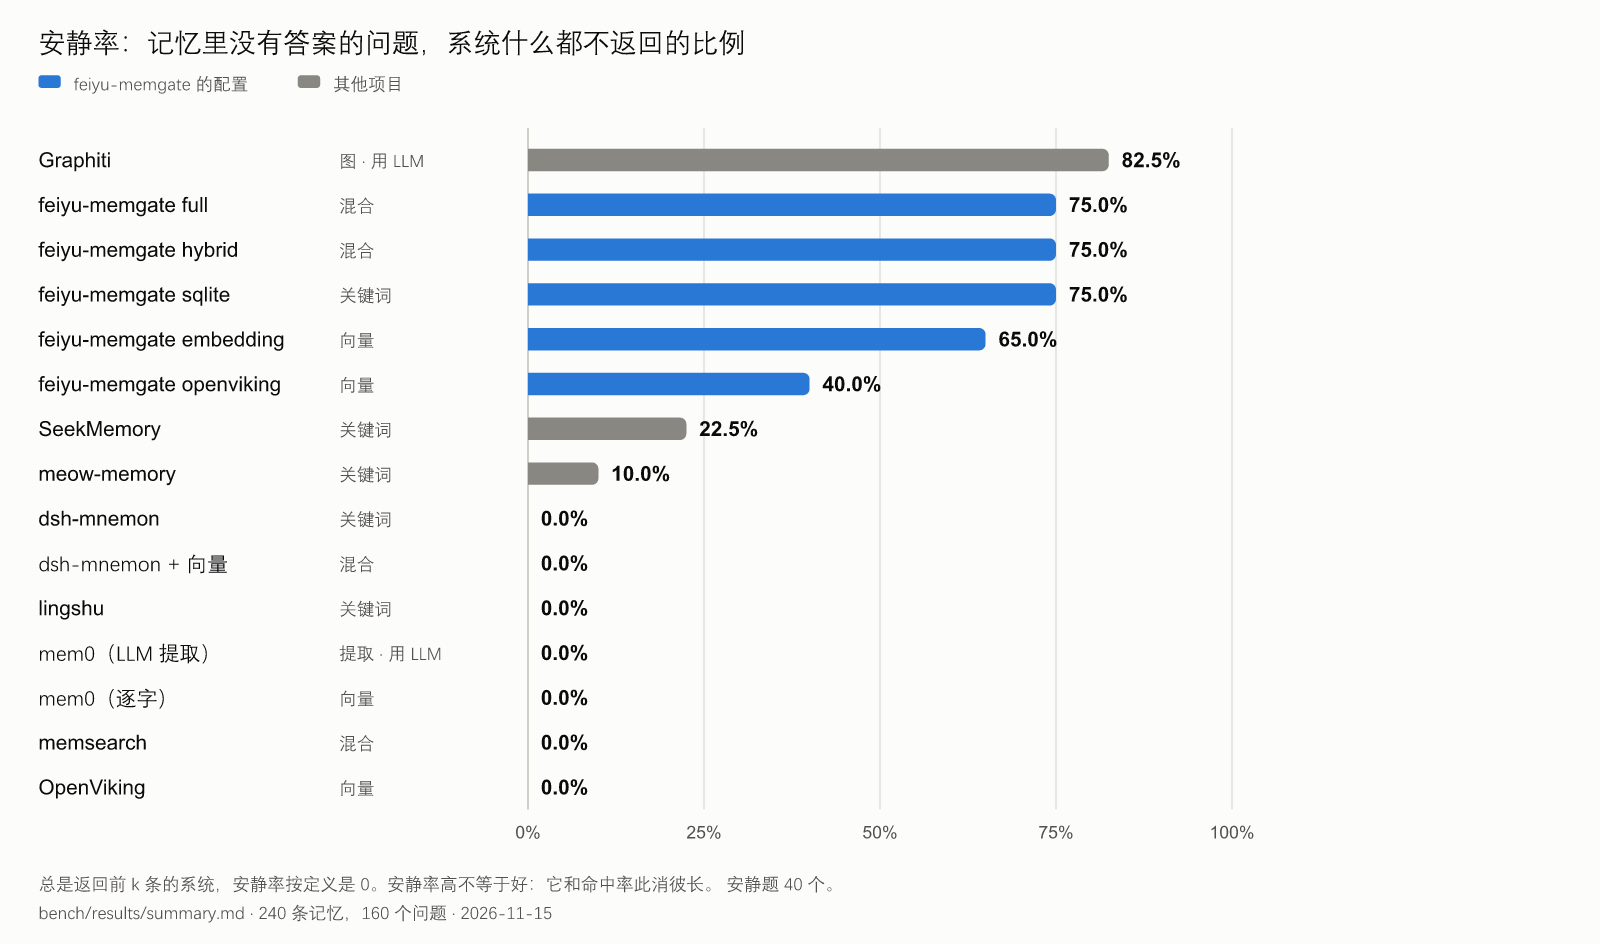 安静率：记忆里没有答案的问题，系统什么都不返回的比例
feiyu-memgate 的配置 其他项目
Graphiti 图 · 用 LLM 82.5%
feiyu-memgate full 混合 75.0%
feiyu-memgate hybrid 混合 75.0%
feiyu-memgate sqlite 关键词 75.0%
feiyu-memgate embedding 向量 65.0%
feiyu-memgate openviking 向量 40.0%
SeekMemory 关键词 22.5%
meow-memory 关键词 10.0%
dsh-mnemon 关键词 0.0%
dsh-mnemon + 向量 混合 0.0%
lingshu 关键词 0.0%
mem0（LLM 提取） 提取 · 用 LLM 0.0%
mem0（逐字） 向量 0.0%
memsearch 混合 0.0%
OpenViking 向量 0.0%
0% 25% 50% 75% 100%
总是返回前 k 条的系统，安静率按定义是 0。安静率高不等于好：它和命中率此消彼长。 安静题 40 个。
bench/results/summary.md · 240 条记忆，160 个问题 · 2026-11-15